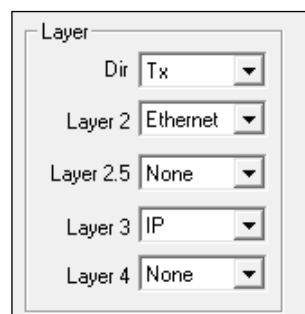 Layer
Dir Tx
Layer 2 Ethernet
Layer 2.5 None
Layer 3 IP
Layer 4 None